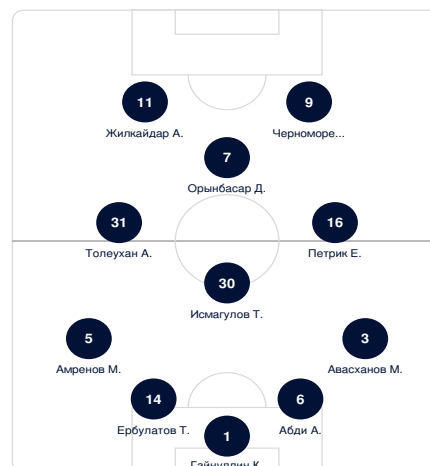 11
9
Жилкайдар А.
Черноморе...
7
Орынбасар Д.
31
16
Толеухан А.
Петрик Е.
30
Исмагулов Т.
5
3
Амренов М.
Авасханов М.
14
6
Ербулатов Т.
Абди А.
1
Гайнуллин К.